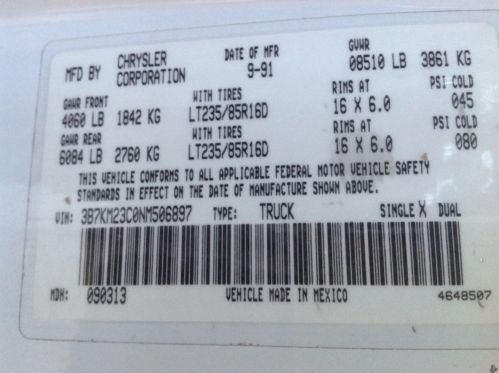 MFD BY CHRYSLER CORPORATION DATE OF MFR 9-91 GVWR 08510 LB 3861 KG
GAWR FRONT WITH TIRES RIMS AT PSI COLD
4060 LB 1842 KG LT235/85R16D 16 X 6.0 045
GAWR REAR WITH TIRES RIMS AT PSI COLD
6084 LB 2760 KG LT235/85R16D 16 X 6.0 080
THIS VEHICLE CONFORMS TO ALL APPLICABLE FEDERAL MOTOR VEHICLE SAFETY
STANDARDS IN EFFECT ON THE DATE OF MANUFACTURE SHOWN ABOVE.
VIN: 3B7KM23C0NM506897 TYPE: TRUCK SINGLE X DUAL
MDH: 090313 VEHICLE MADE IN MEXICO 4648507